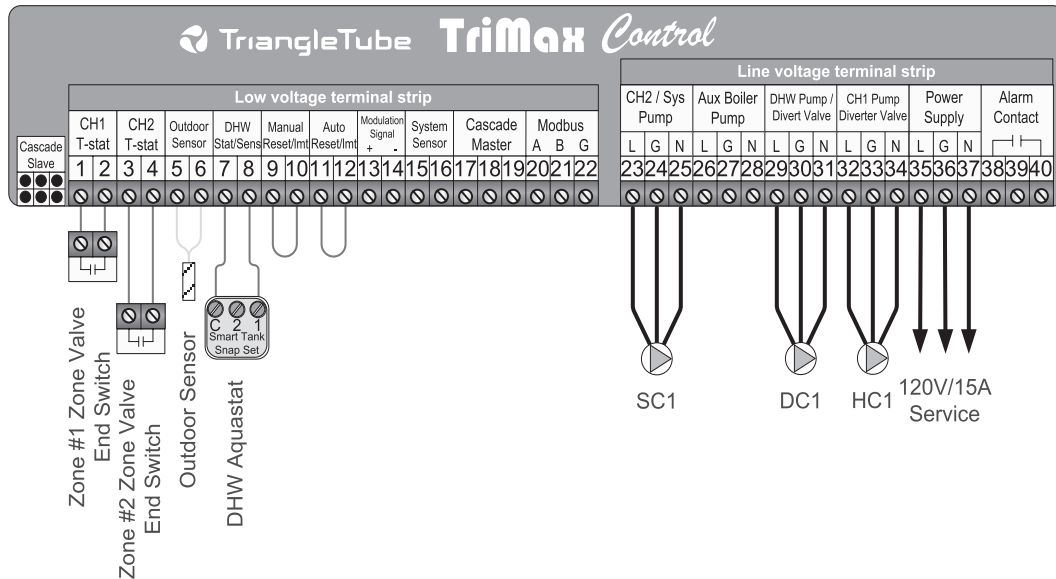 TriangleTube TriMax Control
Low voltage terminal strip
Line voltage terminal strip
Cascade
Slave
CH1
T-stat
CH2
T-stat
Outdoor
Sensor
DHW
Stat/Sens
Manual
Reset/Imt
Auto
Reset/Imt
Modulation
Signal
+ -
System
Sensor
Cascade
Master
Modbus
A B G
1 2 3 4 5 6 7 8 9 10 11 12 13 14 15 16 17 18 19 20 21 22
CH2 / Sys
Pump
Aux Boiler
Pump
DHW Pump /
Divert Valve
CH1 Pump
Diverter Valve
Power
Supply
Alarm
Contact
L G N L G N L G N L G N L G N
23 24 25 26 27 28 29 30 31 32 33 34 35 36 37 38 39 40
Zone #1 Zone Valve
End Switch
Zone #2 Zone Valve
End Switch
Outdoor Sensor
C 2 1
Smart Tank
Snap Set
DHW Aquastat
SC1
DC1
HC1
120V/15A
Service